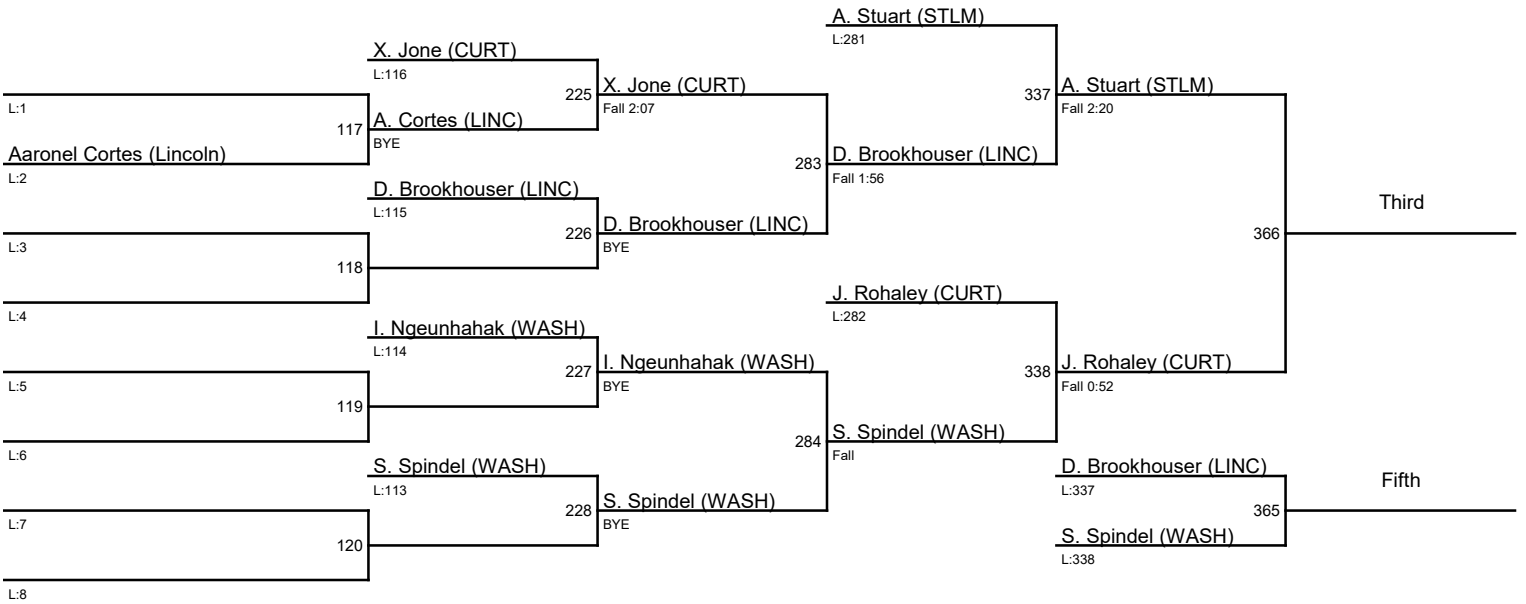 A. Stuart (STLM)
L:281
X. Jone (CURT)
L:116
225
X. Jone (CURT)
Fall 2:07
337
A. Stuart (STLM)
Fall 2:20
L:1
117
A. Cortes (LINC)
BYE
Aaronel Cortes (Lincoln)
L:2
283
D. Brookhouser (LINC)
Fall 1:56
D. Brookhouser (LINC)
L:115
226
D. Brookhouser (LINC)
BYE
Third
366
L:3
118
L:4
J. Rohaley (CURT)
L:282
I. Ngeunhahak (WASH)
L:114
227
I. Ngeunhahak (WASH)
BYE
338
J. Rohaley (CURT)
Fall 0:52
L:5
119
L:6
284
S. Spindel (WASH)
Fall
S. Spindel (WASH)
L:113
228
S. Spindel (WASH)
BYE
D. Brookhouser (LINC)
L:337
Fifth
365
L:7
120
S. Spindel (WASH)
L:338
L:8